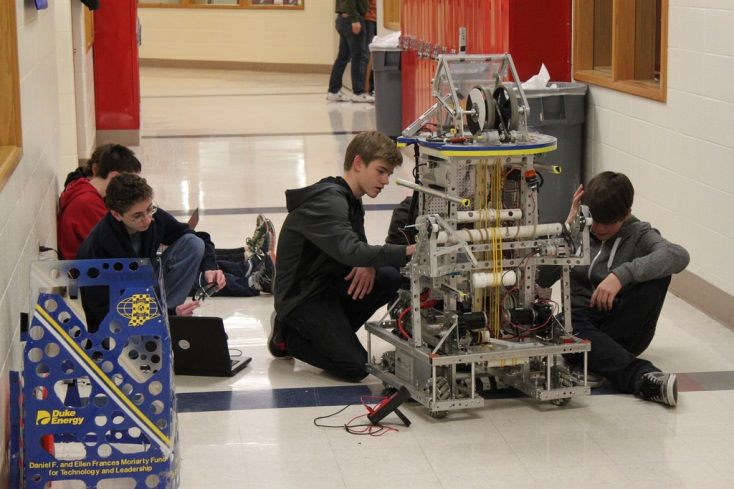 Duke
Energy
Daniel F. and Ellen Frances Moriarty Fund
for Technology and Leadership